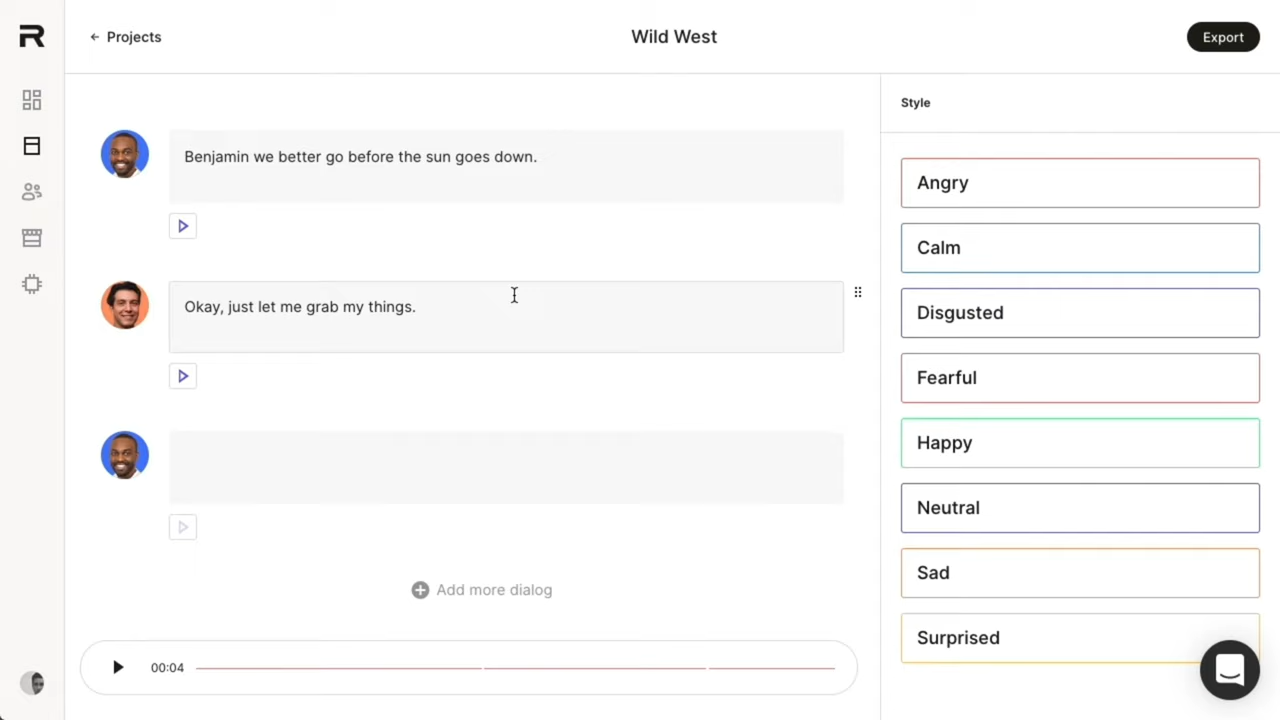 R
← Projects
Wild West
Export
Benjamin we better go before the sun goes down.
Okay, just let me grab my things.
Add more dialog
00:04
Style
Angry
Calm
Disgusted
Fearful
Happy
Neutral
Sad
Surprised